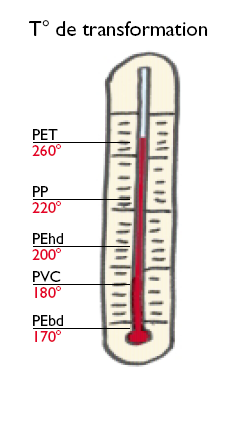 T° de transformation
PET
260°
PP
220°
PEhd
200°
PVC
180°
PEbd
170°